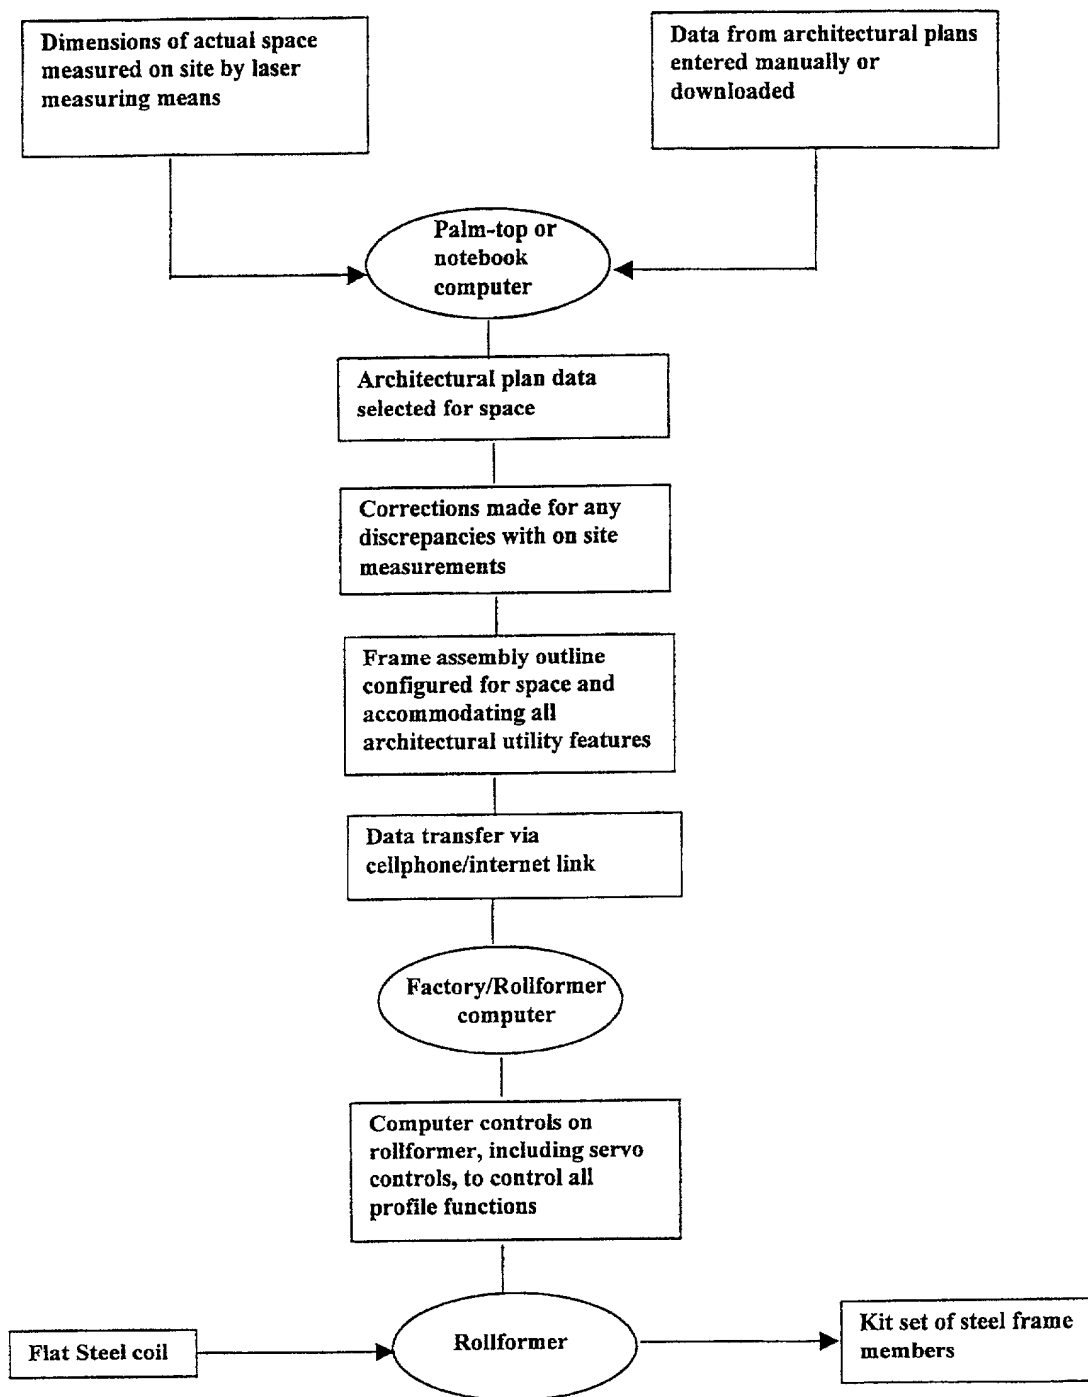 Dimensions of actual space
measured on site by laser
measuring means
Data from architectural plans
entered manually or
downloaded
Palm-top or
notebook
computer
Architectural plan data
selected for space
Corrections made for any
discrepancies with on site
measurements
Frame assembly outline
configured for space and
accommodating all
architectural utility features
Data transfer via
cellphone/internet link
Factory/Rollformer
computer
Computer controls on
rollformer, including servo
controls, to control all
profile functions
Flat Steel coil
Rollformer
Kit set of steel frame
members